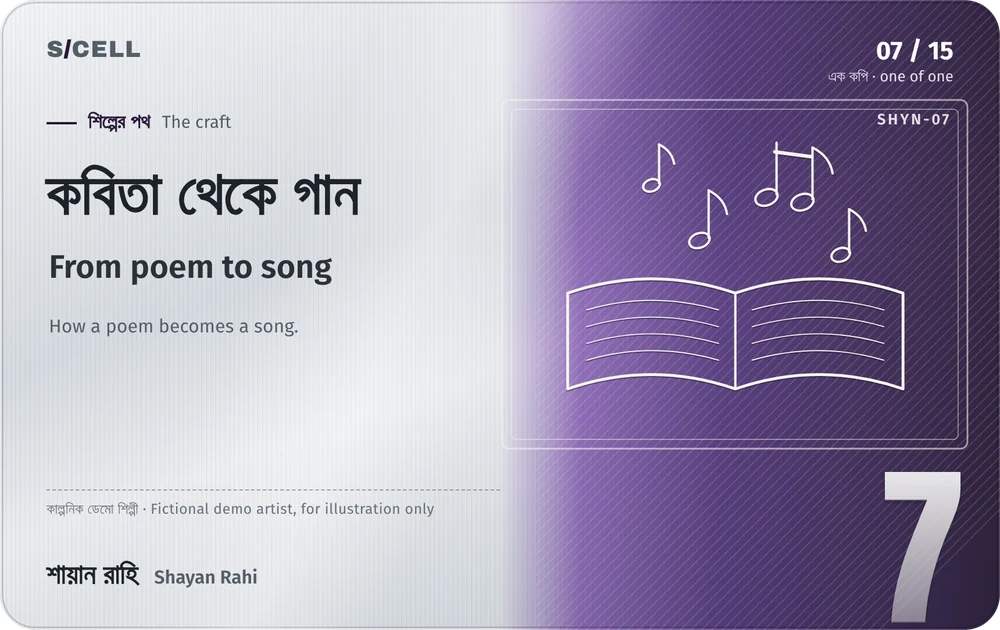 S/CELL
07 / 15
এক কপি · one of one
শিল্পের পথ The craft
SHYN-07
কবিতা থেকে গান
From poem to song
How a poem becomes a song.
কাল্পনিক ডেমো শিল্পী · Fictional demo artist, for illustration only
শায়ান রাহি Shayan Rahi
7